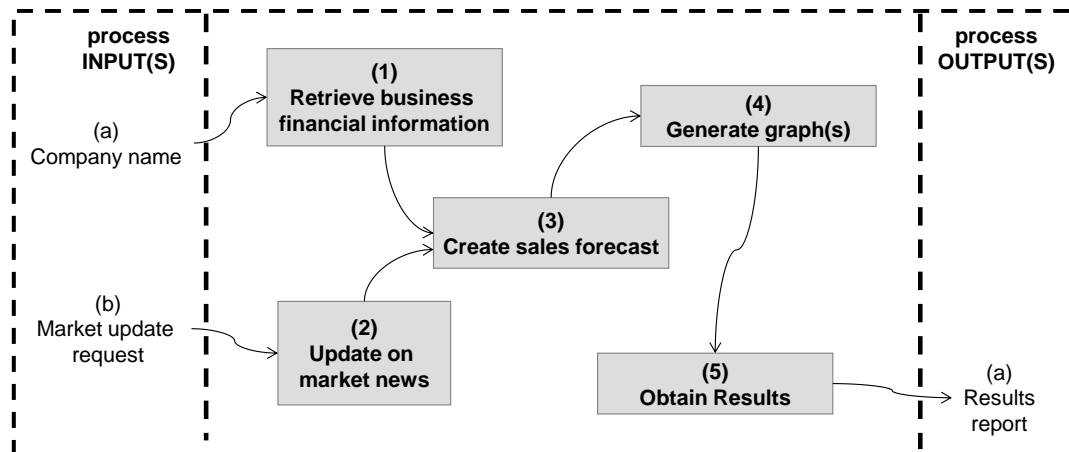 process
INPUT(S)
(a)
Company name
(b)
Market update
request
(1)
Retrieve business
financial information
(2)
Update on
market news
(3)
Create sales forecast
(4)
Generate graph(s)
(5)
Obtain Results
process
OUTPUT(S)
(a)
Results
report